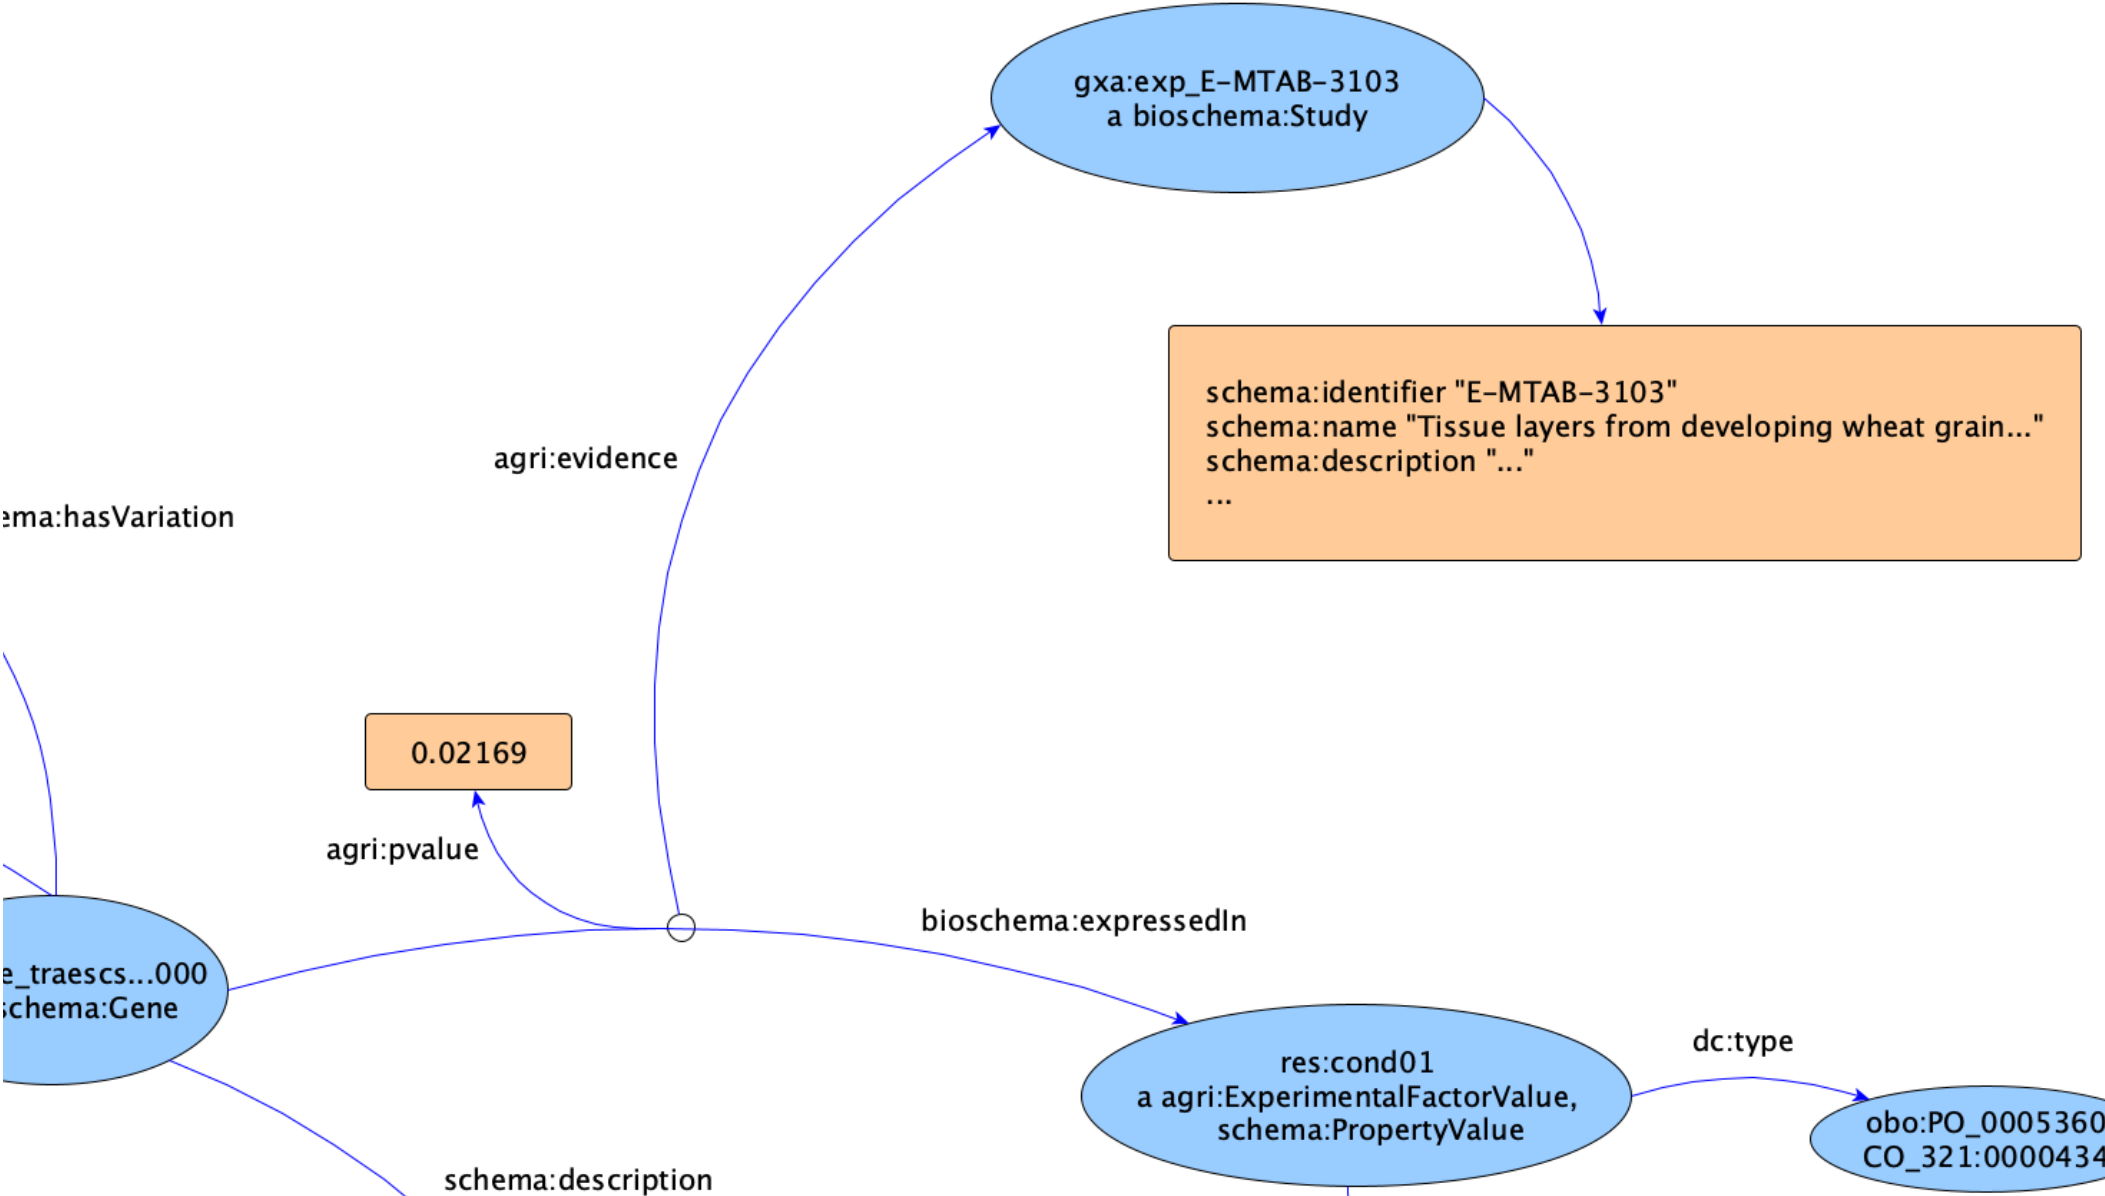 gxa:exp_E-MTAB-3103
a bioschema:Study
schema:identifier "E-MTAB-3103"
schema:name "Tissue layers from developing wheat grain..."
schema:description "..."
...
agri:evidence
ema:hasVariation
0.02169
agri:pvalue
bioschema:expressedIn
e_traescs...000
schema:Gene
res:cond01
a agri:ExperimentalFactorValue,
schema:PropertyValue
dc:type
obo:PO_0005360
CO_321:0000434
schema:description